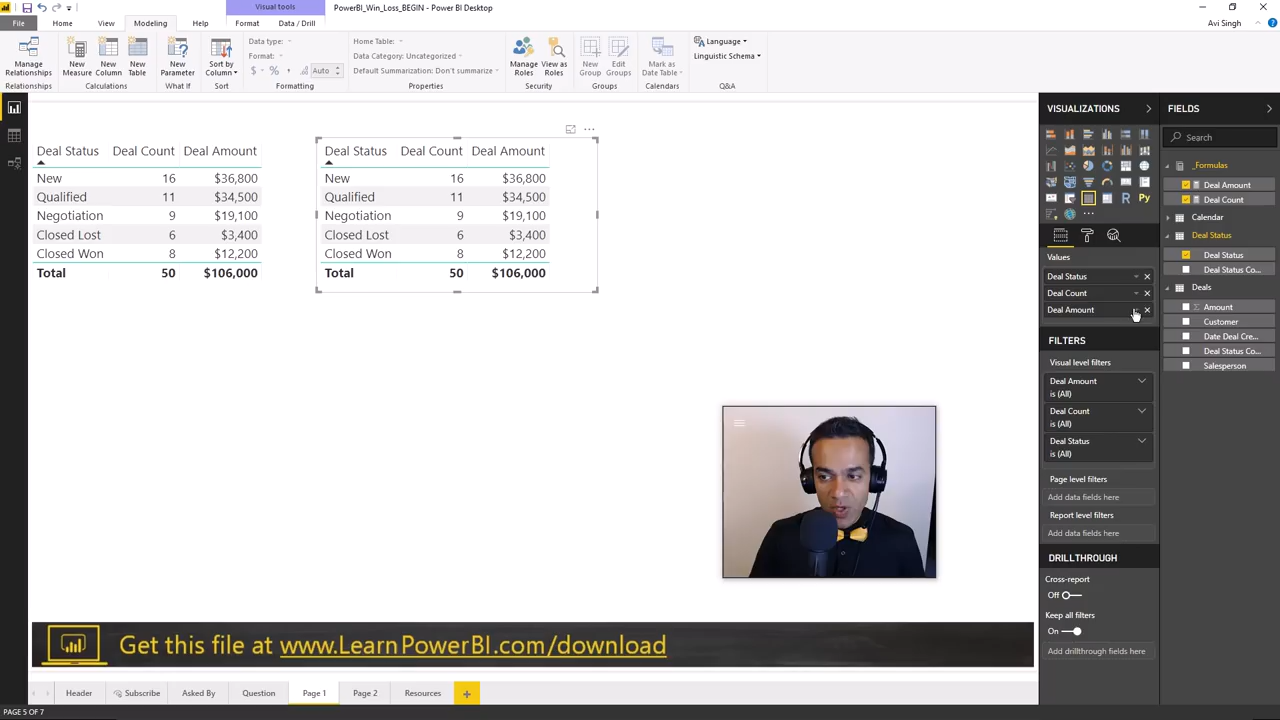 Visual tools
PowerBI_Win_Loss_BEGIN - Power BI Desktop
File
Home
View
Modeling
Help
Format
Data / Drill
Avi Singh
Manage Relationships
Relationships
New Measure
New Column
New Table
Calculations
New Parameter
What If
Sort by Column
Sort
Data type:
Format:
$ % , Auto
Formatting
Home Table:
Data Category: Uncategorized
Default Summarization: Don't summarize
Properties
Manage Roles
View as Roles
Security
New Group
Edit Groups
Groups
Mark as Date Table
Calendars
Language
Linguistic Schema
Q&A
Deal Status Deal Count Deal Amount
New 16 $36,800
Qualified 11 $34,500
Negotiation 9 $19,100
Closed Lost 6 $3,400
Closed Won 8 $12,200
Total 50 $106,000
Deal Status Deal Count Deal Amount
New 16 $36,800
Qualified 11 $34,500
Negotiation 9 $19,100
Closed Lost 6 $3,400
Closed Won 8 $12,200
Total 50 $106,000
Get this file at www.LearnPowerBI.com/download
VISUALIZATIONS
R
Py
Values
Deal Status
Deal Count
Deal Amount
FILTERS
Visual level filters
Deal Amount
is (All)
Deal Count
is (All)
Deal Status
is (All)
Page level filters
Add data fields here
Report level filters
Add data fields here
DRILLTHROUGH
Cross-report
Off
Keep all filters
On
Add drillthrough fields here
FIELDS
Search
_Formulas
Deal Amount
Deal Count
Calendar
Deal Status
Deal Status
Deal Status Co...
Deals
Amount
Customer
Date Deal Cre...
Deal Status Co...
Salesperson
Header
Subscribe
Asked By
Question
Page 1
Page 2
Resources
PAGE 5 OF 7